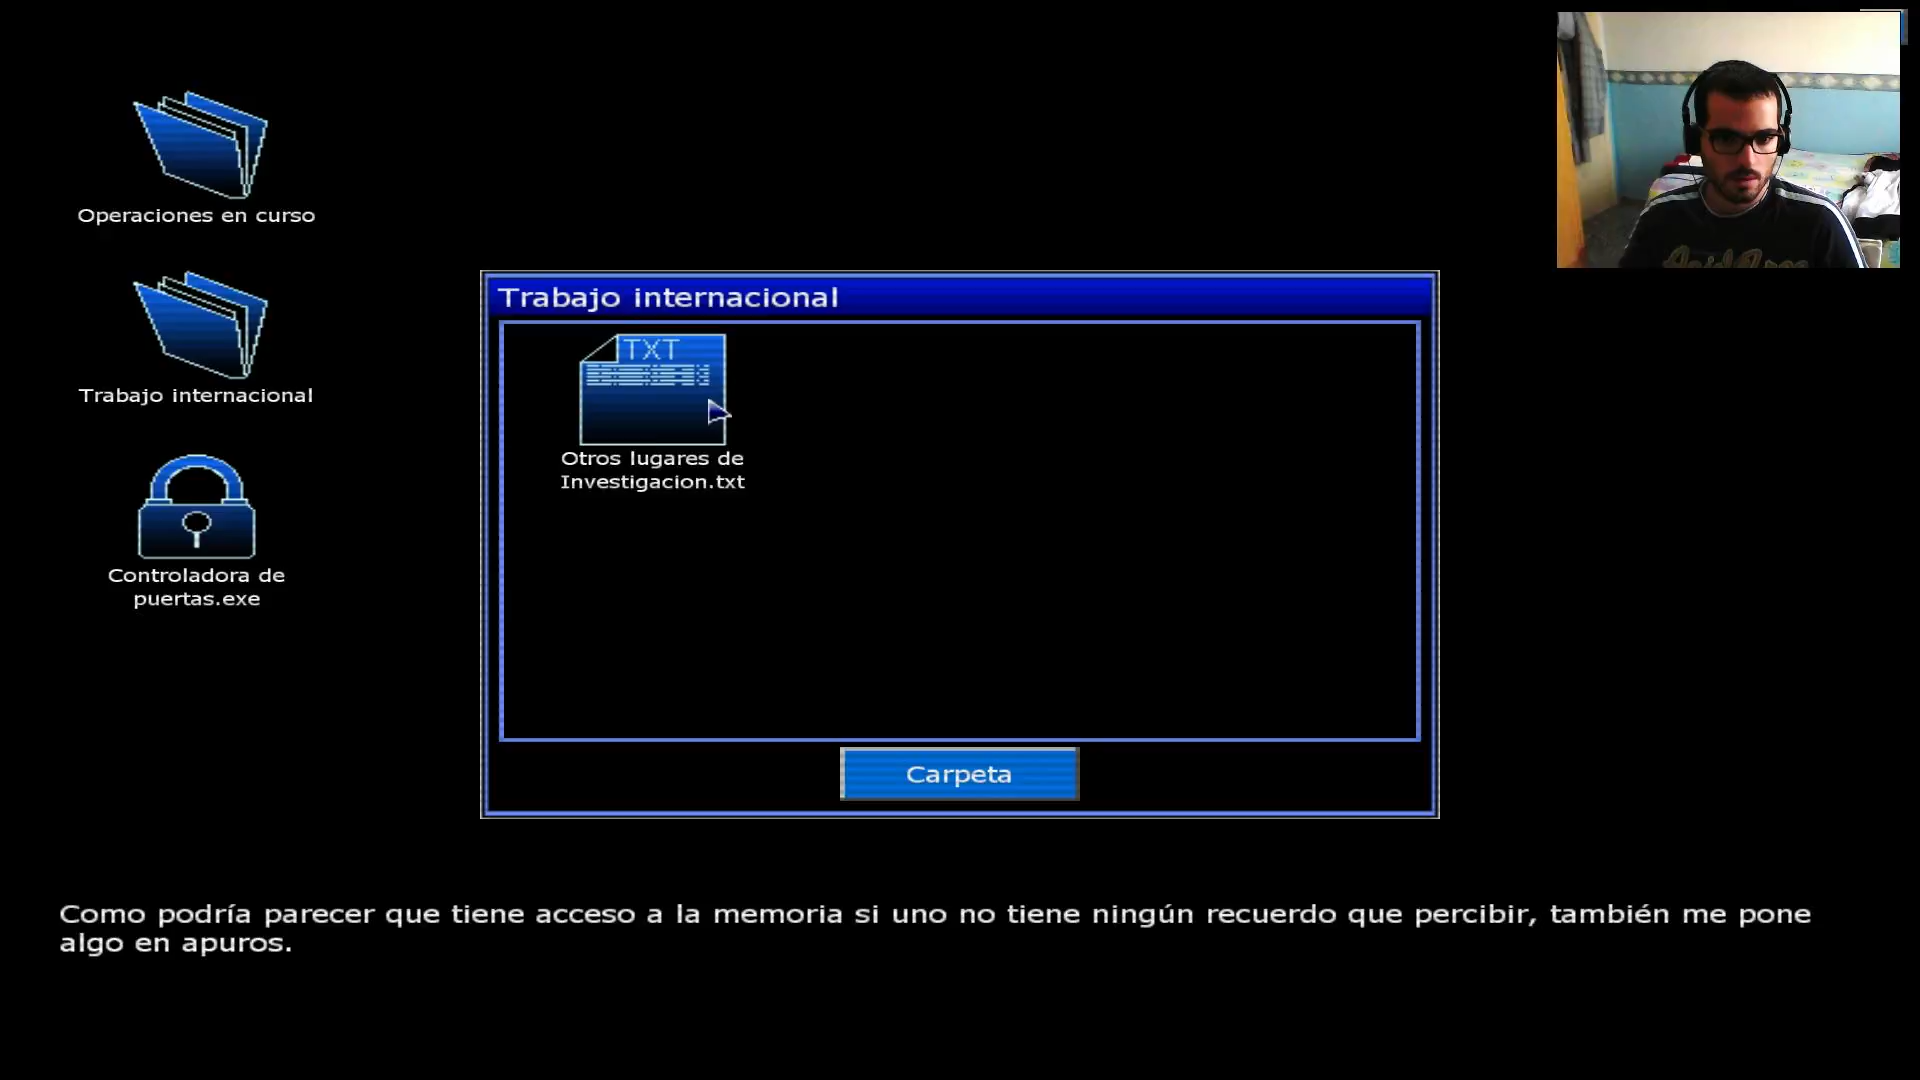 Operaciones en curso
Trabajo internacional
Controladora de
puertas.exe
Trabajo internacional
TXT
Otros lugares de
Investigacion.txt
Carpeta
Como podría parecer que tiene acceso a la memoria si uno no tiene ningún recuerdo que percibir, también me pone
algo en apuros.